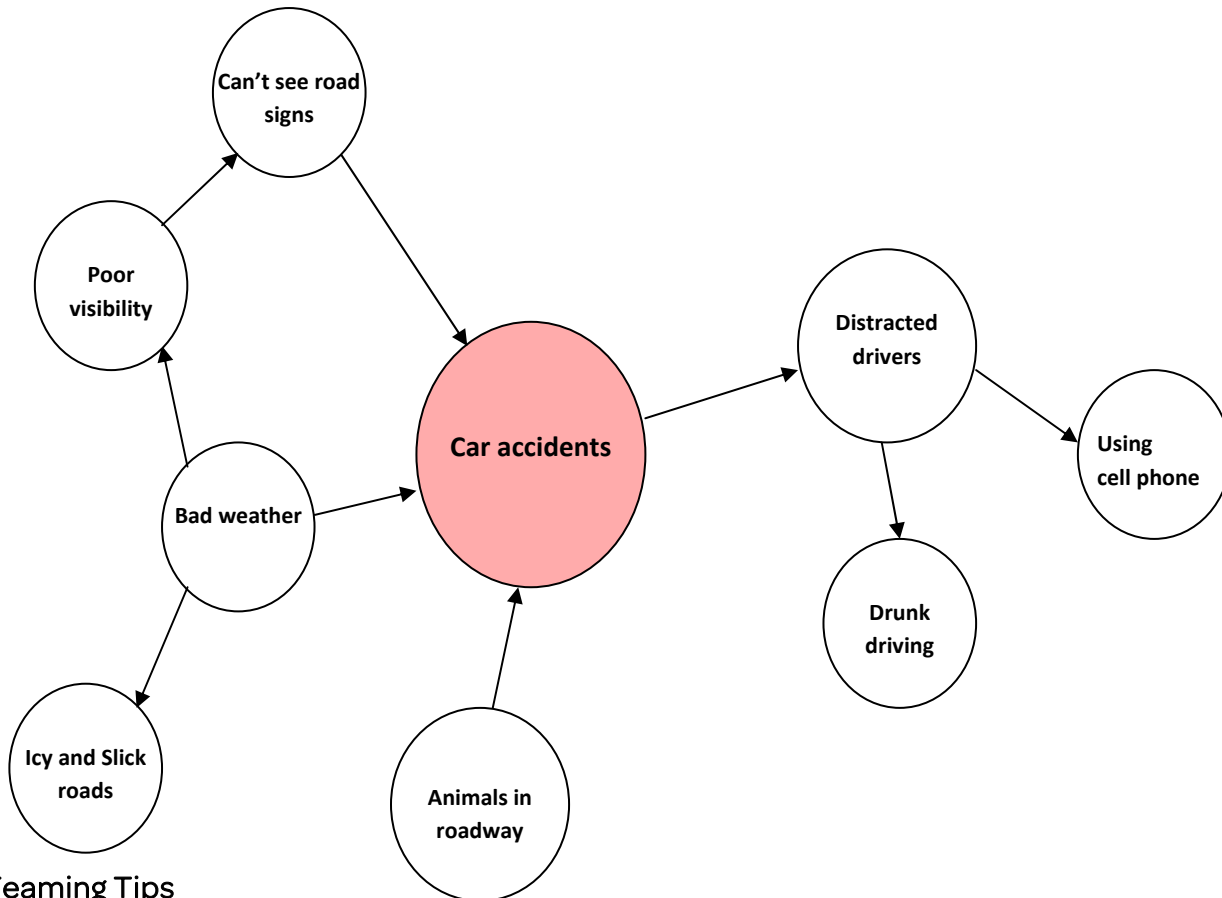 Can't see road
signs
Poor
visibility
Distracted
drivers
Car accidents
Using
cell phone
Bad weather
Drunk
driving
Icy and Slick
roads
Animals in
roadway
Teaming Tips